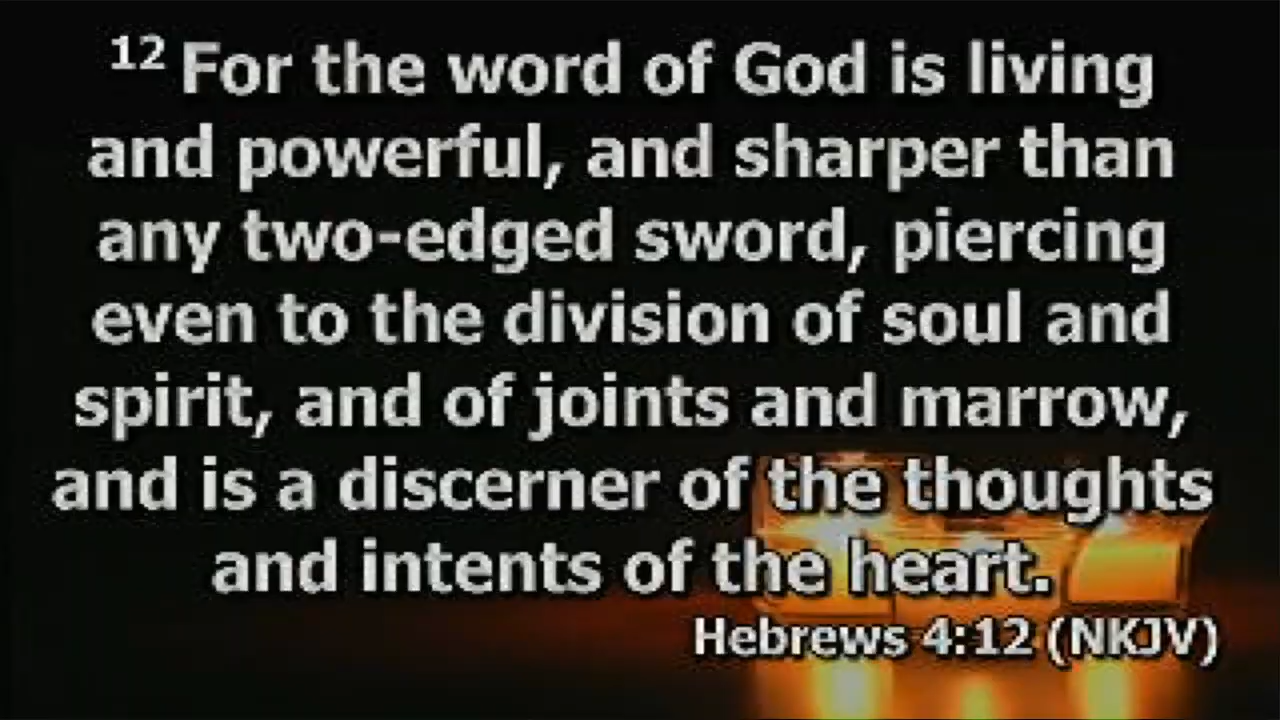 12 For the word of God is living
and powerful, and sharper than
any two-edged sword, piercing
even to the division of soul and
spirit, and of joints and marrow,
and is a discerner of the thoughts
and intents of the heart.
Hebrews 4:12 (NKJV)